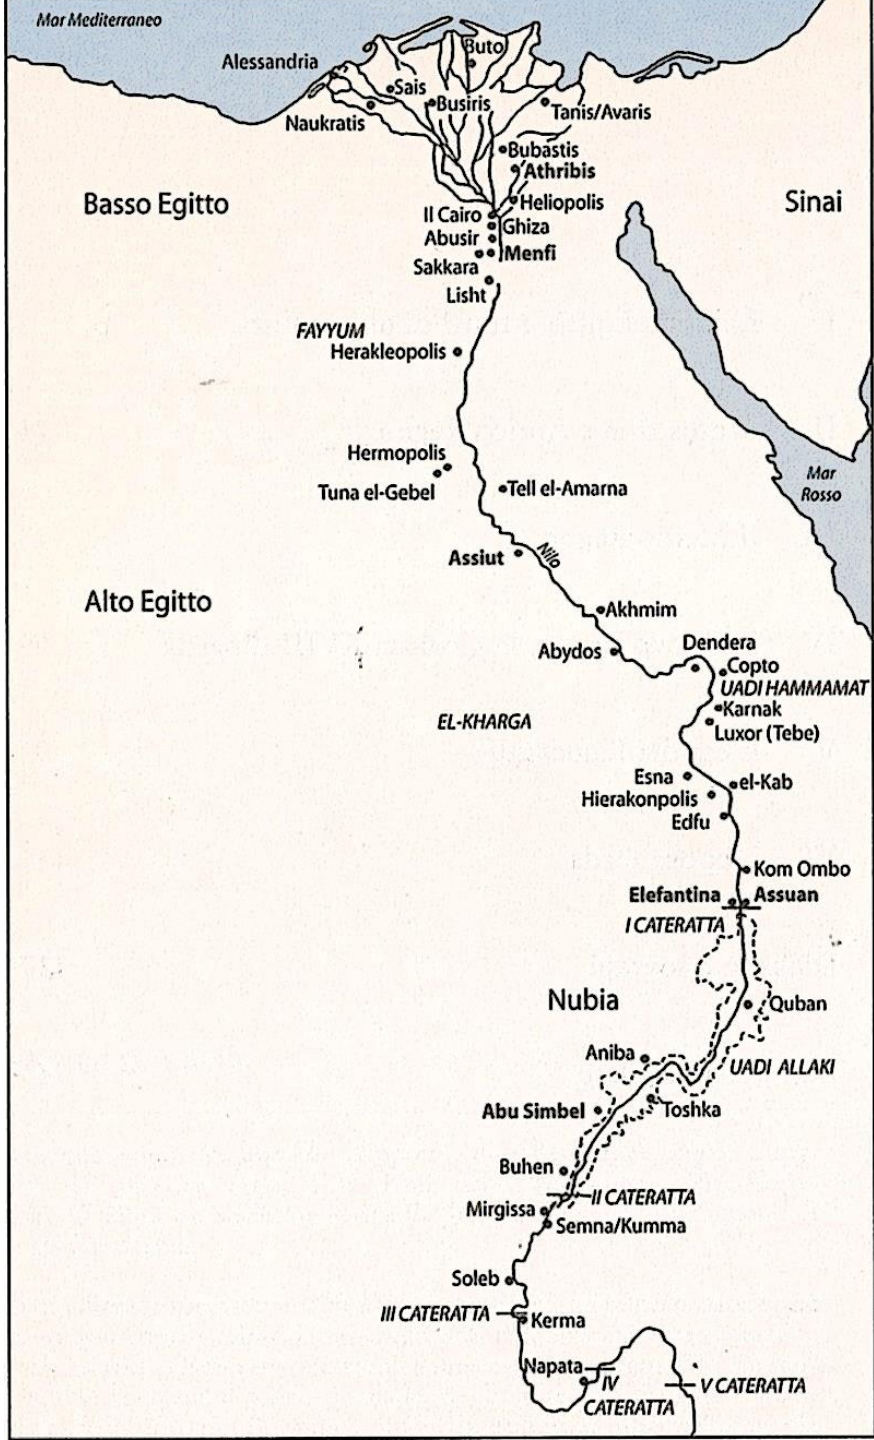 Mar Mediterraneo
Buto
Alessandria
Sais
Busiris
Tanis/Avaris
Naukratis
Bubastis
Athribis
Basso Egitto
Heliopolis
Sinai
Il Cairo
Ghiza
Abusir
Menfi
Sakkara
Lisht
FAYYUM
Herakleopolis
Hermopolis
Tuna el-Gebel
Tell el-Amarna
Mar
Rosso
Assiut
Nilo
Alto Egitto
Akhmim
Abydos
Dendera
Copto
UADI HAMMAMAT
Karnak
EL-KHARGA
Luxor (Tebe)
Esna
el-Kab
Hierakonpolis
Edfu
Kom Ombo
Elefantina
Assuan
I CATERATTA
Nubia
Quban
Aniba
UADI ALLAKI
Abu Simbel
Toshka
Buhen
II CATERATTA
Mirgissa
Semna/Kumma
Soleb
III CATERATTA
Kerma
Napata
IV
CATERATTA
V CATERATTA